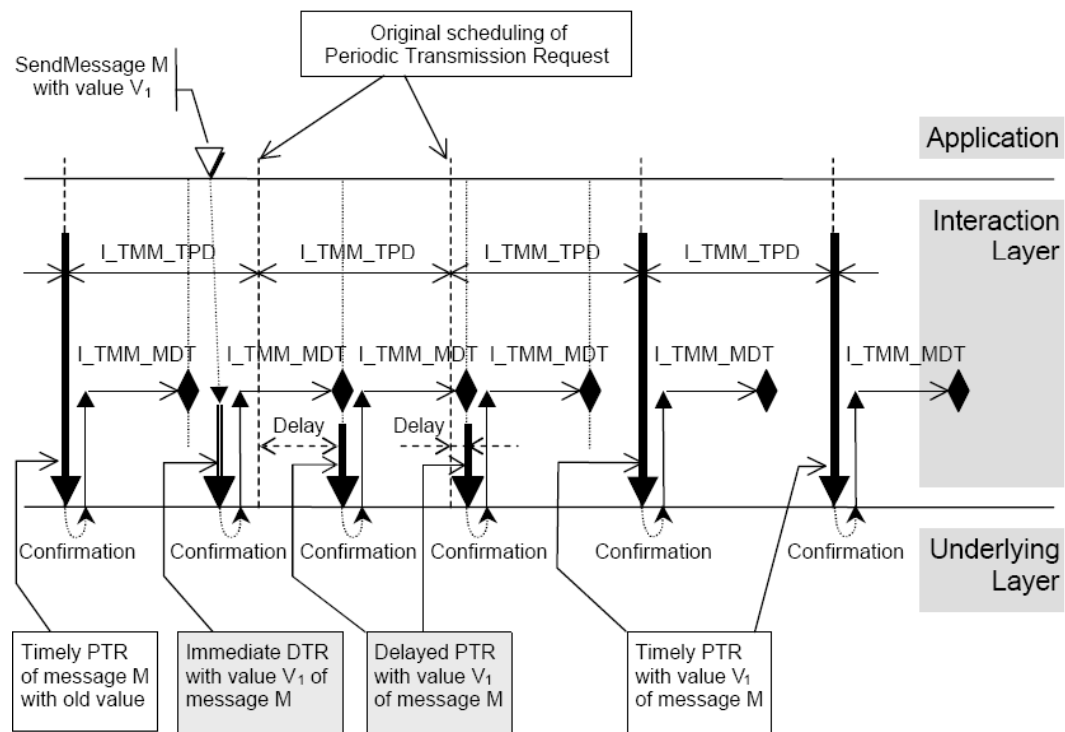 Original scheduling of
Periodic Transmission Request
SendMessage M
with value V₁
Application
Interaction
Layer
I_TMM_TPD
I_TMM_TPD
I_TMM_TPD
I_TMM_TPD
I_TMM_MDT
I_TMM_MDT
I_TMM_MDT
I_TMM_MDT
I_TMM_MDT
I_TMM_MDT
Delay
Delay
Confirmation
Confirmation
Confirmation
Confirmation
Confirmation
Confirmation
Underlying
Layer
Timely PTR
of message M
with old value
Immediate DTR
with value V₁ of
message M
Delayed PTR
with value V₁
of message M
Timely PTR
with value V₁
of message M